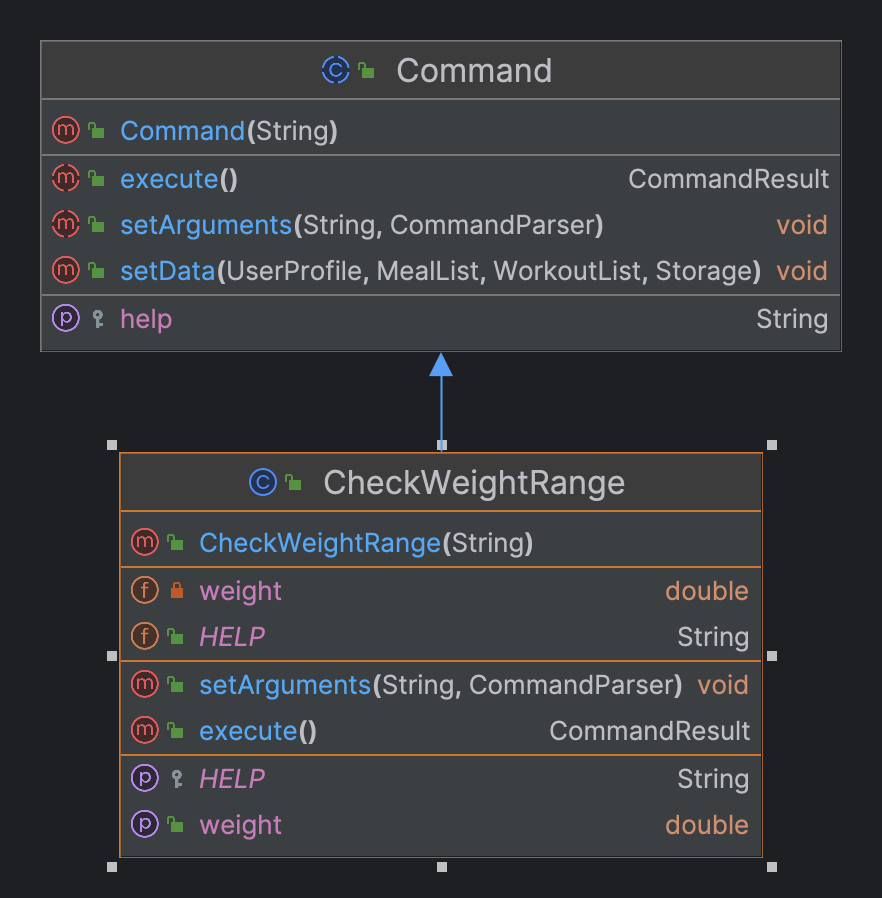 Command
Command(String)
execute() CommandResult
setArguments(String, CommandParser) void
setData(UserProfile, MealList, WorkoutList, Storage) void
help String
CheckWeightRange
CheckWeightRange(String)
weight double
HELP String
setArguments(String, CommandParser) void
execute() CommandResult
HELP String
weight double